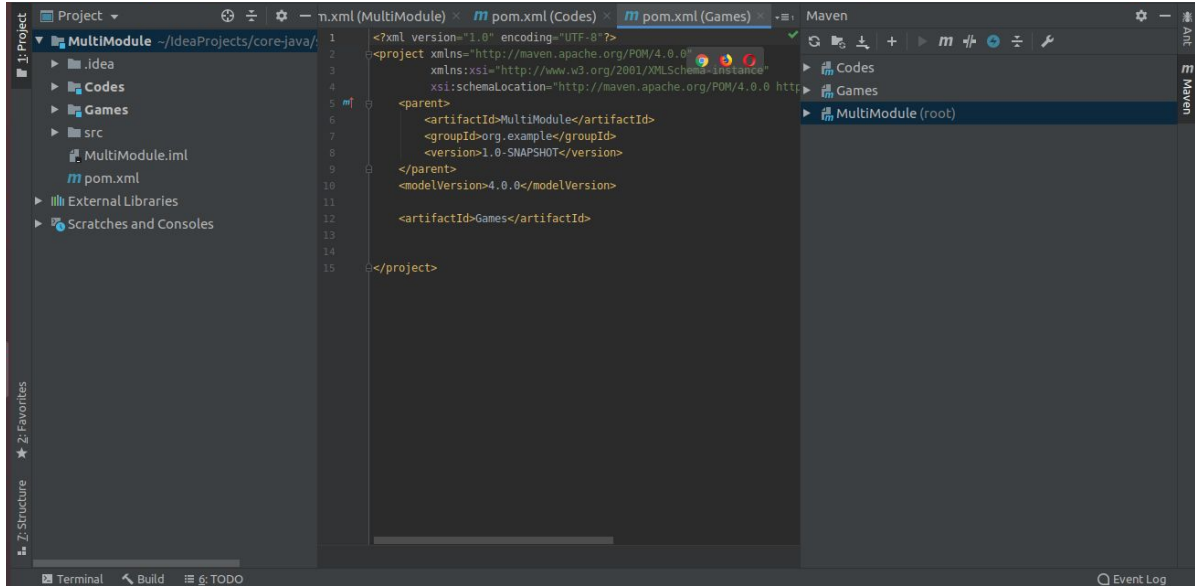 Project
n.xml (MultiModule)
m pom.xml (Codes)
m pom.xml (Games)
Maven
1: Project
MultiModule ~/IdeaProjects/core-java/
.idea
Codes
Games
src
MultiModule.iml
m pom.xml
External Libraries
Scratches and Consoles
2: Favorites
7: Structure
1 <?xml version="1.0" encoding="UTF-8"?>
2 <project xmlns="http://maven.apache.org/POM/4.0.0"
3 xmlns:xsi="http://www.w3.org/2001/XMLSchema-instance"
4 xsi:schemaLocation="http://maven.apache.org/POM/4.0.0 http
5 <parent>
6 <artifactId>MultiModule</artifactId>
7 <groupId>org.example</groupId>
8 <version>1.0-SNAPSHOT</version>
9 </parent>
10 <modelVersion>4.0.0</modelVersion>
11
12 <artifactId>Games</artifactId>
13
14
15 </project>
Codes
Games
MultiModule (root)
Ant
m Maven
Terminal
Build
6: TODO
Event Log